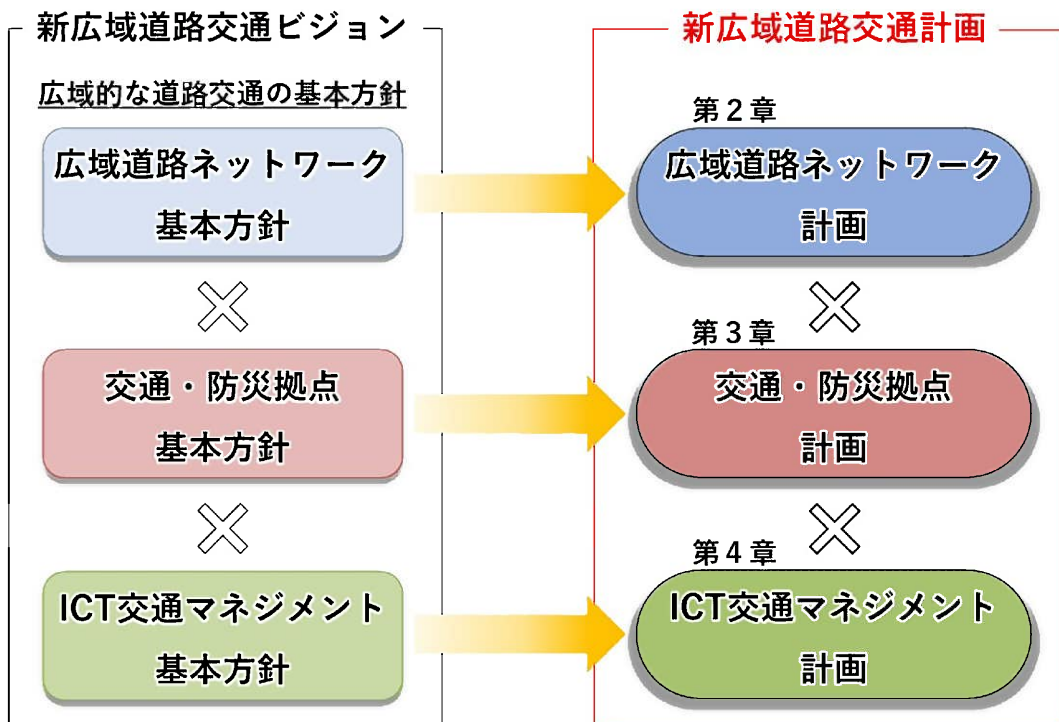 新広域道路交通ビジョン
広域的な道路交通の基本方針
広域道路ネットワーク
基本方針
交通・防災拠点
基本方針
ICT交通マネジメント
基本方針
新広域道路交通計画
第2章
広域道路ネットワーク
計画
第3章
交通・防災拠点
計画
第4章
ICT交通マネジメント
計画